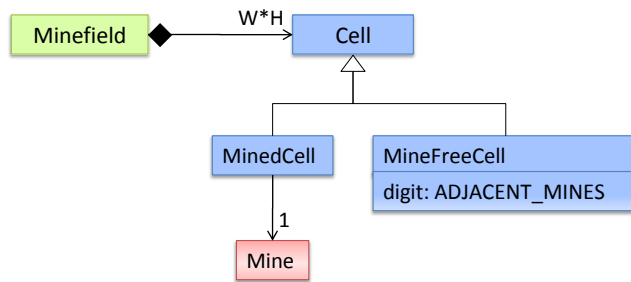 W*H
Minefield
Cell
MinedCell
MineFreeCell
digit: ADJACENT_MINES
1
Mine